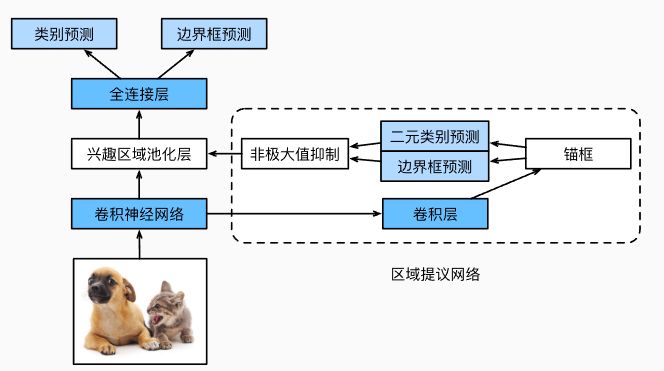 类别预测
边界框预测
全连接层
兴趣区域池化层
非极大值抑制
二元类别预测
边界框预测
锚框
卷积神经网络
卷积层
区域提议网络